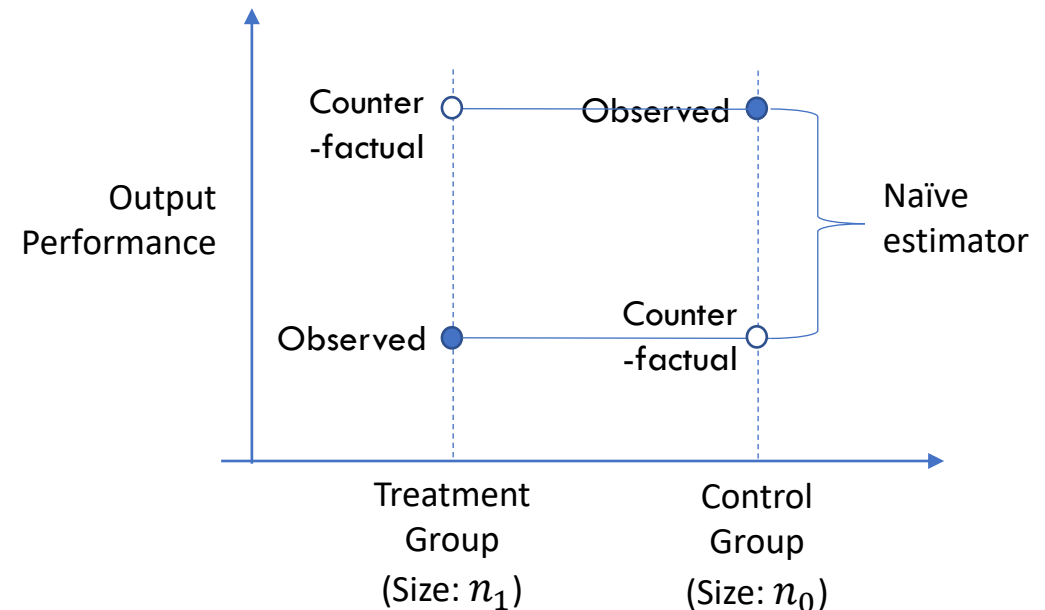 Counter
-factual
Observed
Output
Performance
Naïve
estimator
Observed
Counter
-factual
Treatment
Group
(Size: n₁)
Control
Group
(Size: n₀)